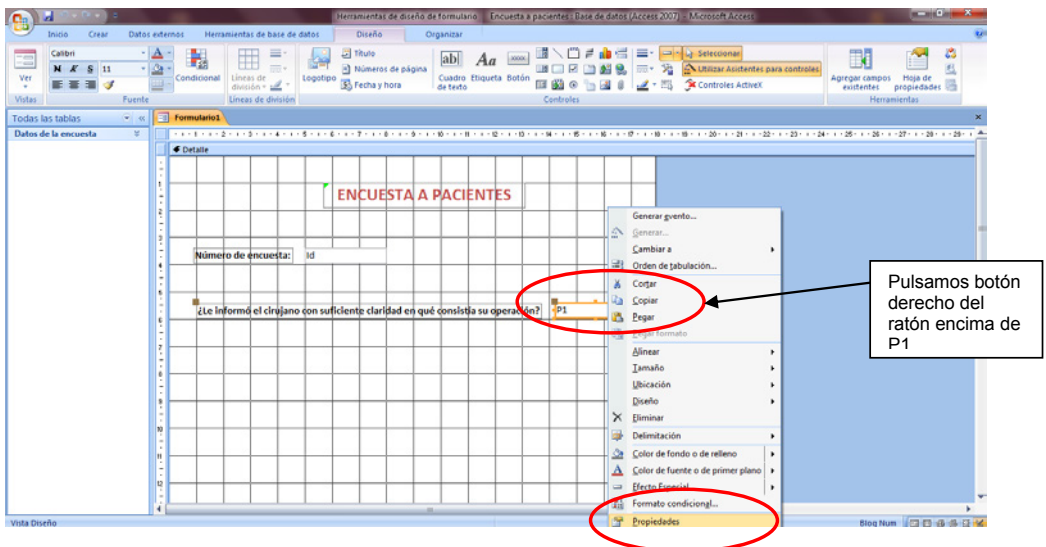 Herramientas de diseño de formulario Encuesta a pacientes : Base de datos (Access 2007) - Microsoft Access
Inicio Crear Datos externos Herramientas de base de datos Diseño Organizar
Ver
Vistas
Calibri
N K S 11
Fuente
Condicional
Líneas de división
Líneas de división
Logotipo
Título
Números de página
Fecha y hora
ab| Aa xxxx
Cuadro de texto Etiqueta Botón
Controles
Seleccionar
Utilizar Asistentes para controles
Controles ActiveX
Agregar campos existentes
Hoja de propiedades
Herramientas
Todas las tablas
Datos de la encuesta
Formulario1
Detalle
ENCUESTA A PACIENTES
Número de encuesta: Id
¿Le informó el cirujano con suficiente claridad en qué consistía su operación? P1
Generar evento...
Generar...
Cambiar a
Orden de tabulación...
Cortar
Copiar
Pegar
Pegar formato
Alinear
Tamaño
Ubicación
Diseño
Eliminar
Delimitación
Color de fondo o de relleno
Color de fuente o de primer plano
Efecto Especial
Formato condicional...
Propiedades
Pulsamos botón
derecho del
ratón encima de
P1
Vista Diseño
Bloq Num